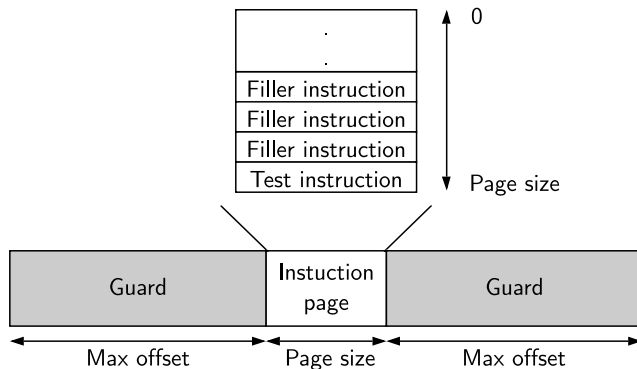 0
.
.
Filler instruction
Filler instruction
Filler instruction
Test instruction
Page size
Guard
Instuction
page
Guard
Max offset
Page size
Max offset